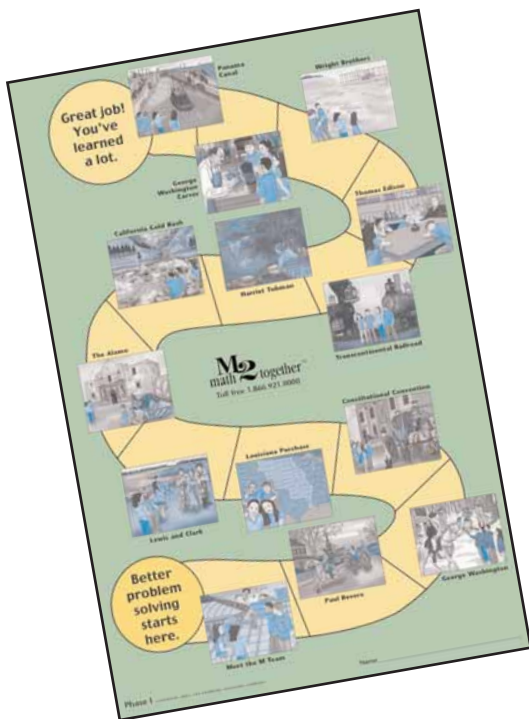 Panama
Canal
Wright Brothers
Great job!
You've
learned
a lot.
George
Washington
Carver
Thomas Edison
California Gold Rush
Harriet Tubman
Transcontinental Railroad
The Alamo
M2
math together™
Toll free 1.866.921.0000
Constitutional Convention
Louisiana Purchase
Lewis and Clark
George Washington
Paul Revere
Better
problem
solving
starts
here.
Meet the M Team
Name
Phase 1